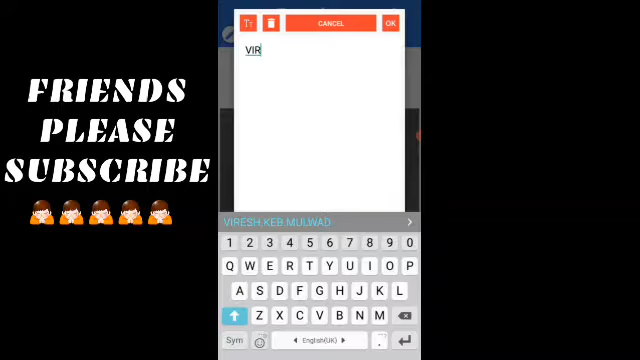 FRIENDS
PLEASE
SUBSCRIBE
TT CANCEL OK
VIR
VIRESH.KEB.MULWAD
1 2 3 4 5 6 7 8 9 0
Q W E R T Y U I O P
A S D F G H J K L
Z X C V B N M
Sym English(UK) .